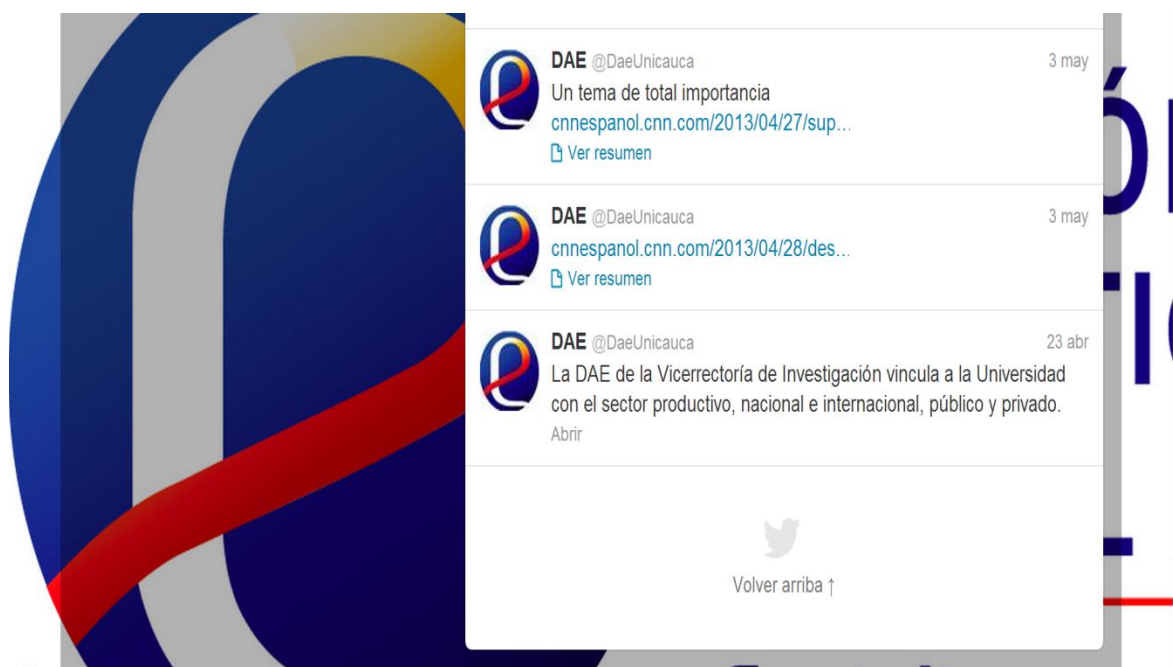 DAE @DaeUnicauca 3 may
Un tema de total importancia
cnnespanol.cnn.com/2013/04/27/sup…
Ver resumen
DAE @DaeUnicauca 3 may
cnnespanol.cnn.com/2013/04/28/des…
Ver resumen
DAE @DaeUnicauca 23 abr
La DAE de la Vicerrectoría de Investigación vincula a la Universidad
con el sector productivo, nacional e internacional, público y privado.
Abrir
Volver arriba ↑